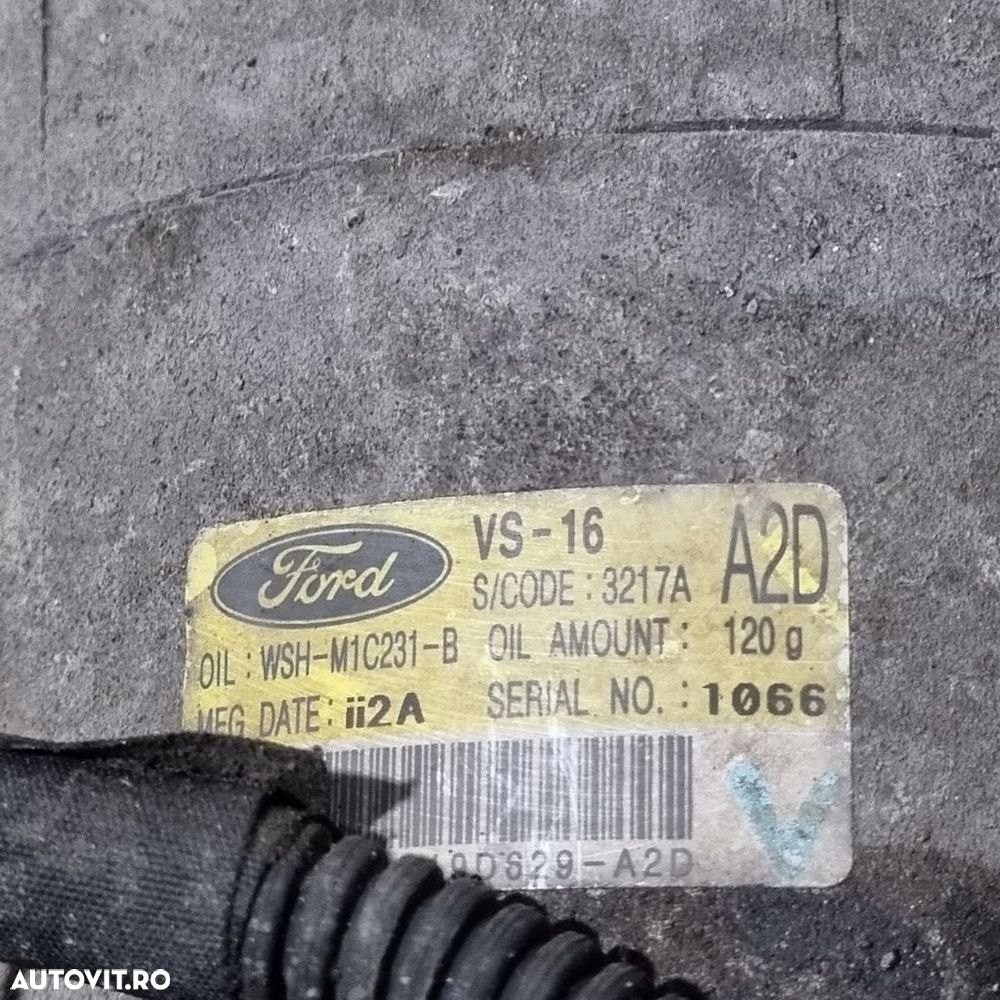 Ford VS-16 A2D
S/CODE : 3217A
OIL : WSH-M1C231-B OIL AMOUNT : 120 g
MFG DATE : ii2A SERIAL NO. : 1066
19D629-A2D
V
AUTOVIT.RO